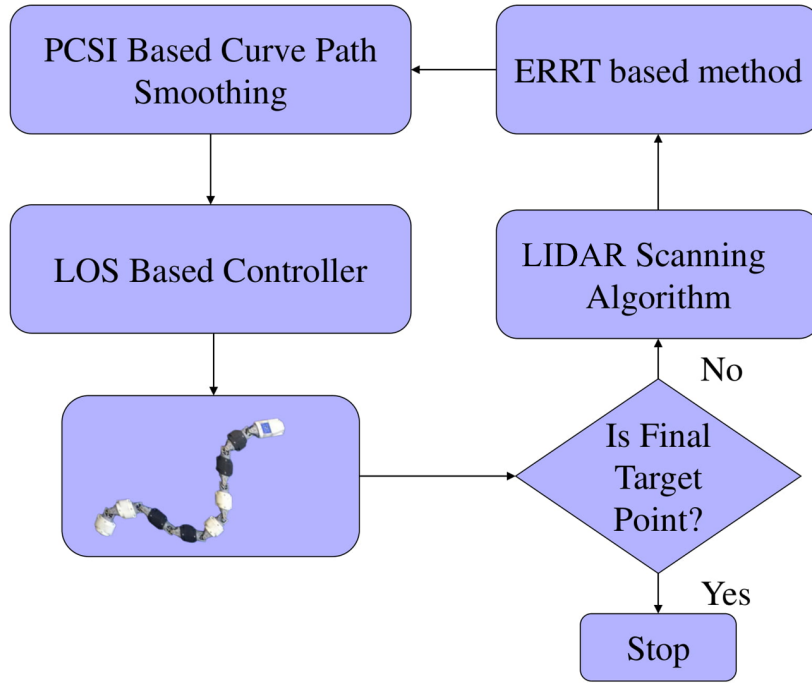 PCSI Based Curve Path
Smoothing
ERRT based method
LOS Based Controller
LIDAR Scanning
Algorithm
No
Is Final
Target
Point?
Yes
Stop